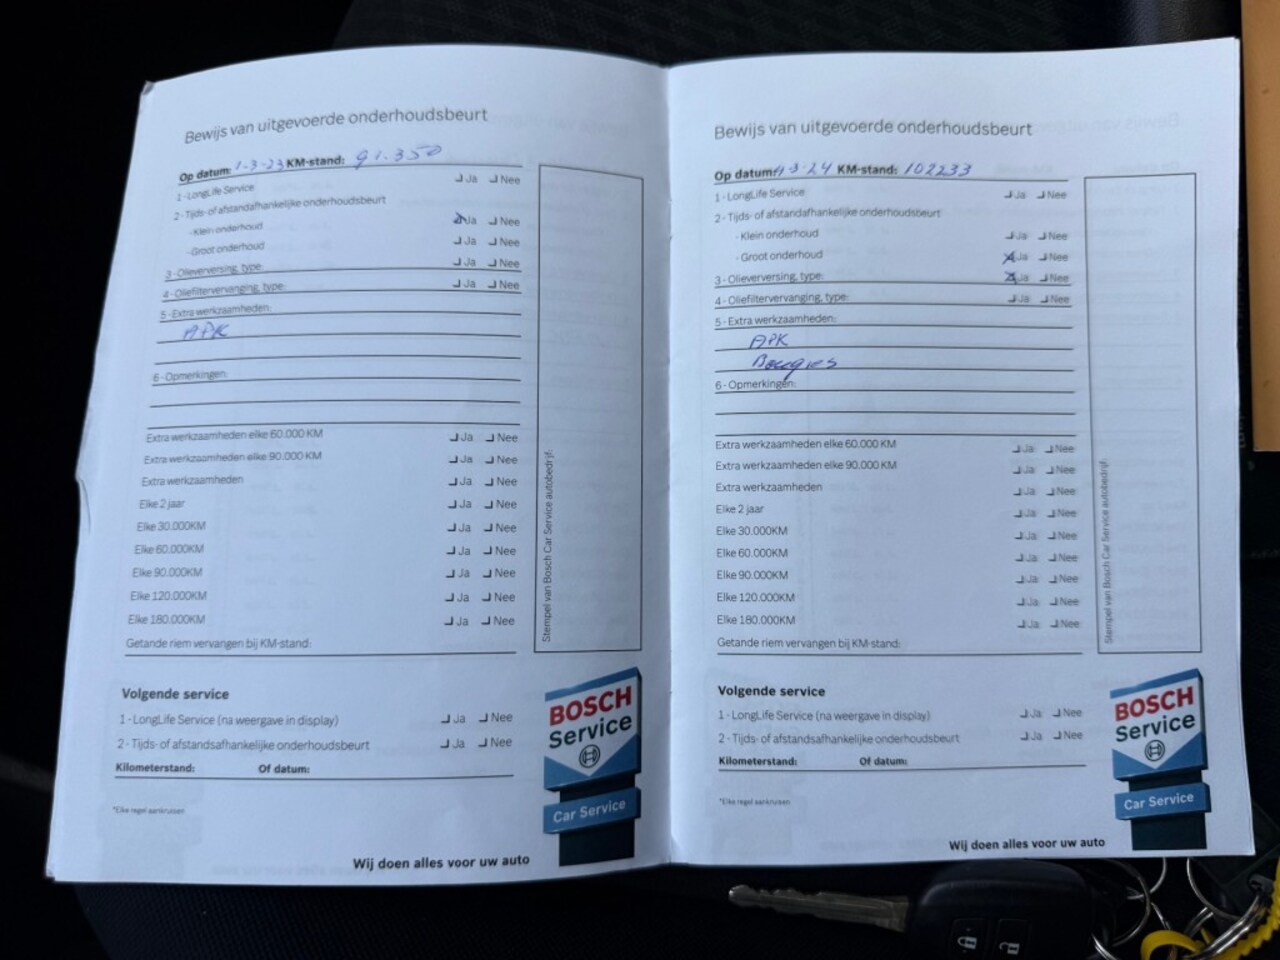 Bewijs van uitgevoerde onderhoudsbeurt
Op datum: 1-3-23 KM-stand: 91.350
1 - LongLife Service Ja Nee
2 - Tijds- of afstandafhankelijke onderhoudsbeurt
- Klein onderhoud Ja Nee
- Groot onderhoud Ja Nee
3 - Olieverversing, type: Ja Nee
4 - Oliefiltervervanging, type: Ja Nee
5 - Extra werkzaamheden:
APK
6 - Opmerkingen:
Extra werkzaamheden elke 60.000 KM Ja Nee
Extra werkzaamheden elke 90.000 KM Ja Nee
Extra werkzaamheden Ja Nee
Elke 2 jaar Ja Nee
Elke 30.000KM Ja Nee
Elke 60.000KM Ja Nee
Elke 90.000KM Ja Nee
Elke 120.000KM Ja Nee
Elke 180.000KM Ja Nee
Getande riem vervangen bij KM-stand:
Stempel van Bosch Car Service autobedrijf:
Volgende service
1 - LongLife Service (na weergave in display) Ja Nee
2 - Tijds- of afstandsafhankelijke onderhoudsbeurt Ja Nee
Kilometerstand: Of datum:
*Elke regel aankruisen
BOSCH
Service
Car Service
Wij doen alles voor uw auto
Bewijs van uitgevoerde onderhoudsbeurt
Op datum: 11-3-24 KM-stand: 102233
1 - LongLife Service Ja Nee
2 - Tijds- of afstandafhankelijke onderhoudsbeurt
- Klein onderhoud Ja Nee
- Groot onderhoud Ja Nee
3 - Olieverversing, type: Ja Nee
4 - Oliefiltervervanging, type: Ja Nee
5 - Extra werkzaamheden:
APK
Bougies
6 - Opmerkingen:
Extra werkzaamheden elke 60.000 KM Ja Nee
Extra werkzaamheden elke 90.000 KM Ja Nee
Extra werkzaamheden Ja Nee
Elke 2 jaar Ja Nee
Elke 30.000KM Ja Nee
Elke 60.000KM Ja Nee
Elke 90.000KM Ja Nee
Elke 120.000KM Ja Nee
Elke 180.000KM Ja Nee
Getande riem vervangen bij KM-stand:
Stempel van Bosch Car Service autobedrijf:
Volgende service
1 - LongLife Service (na weergave in display) Ja Nee
2 - Tijds- of afstandsafhankelijke onderhoudsbeurt Ja Nee
Kilometerstand: Of datum:
*Elke regel aankruisen
BOSCH
Service
Car Service
Wij doen alles voor uw auto